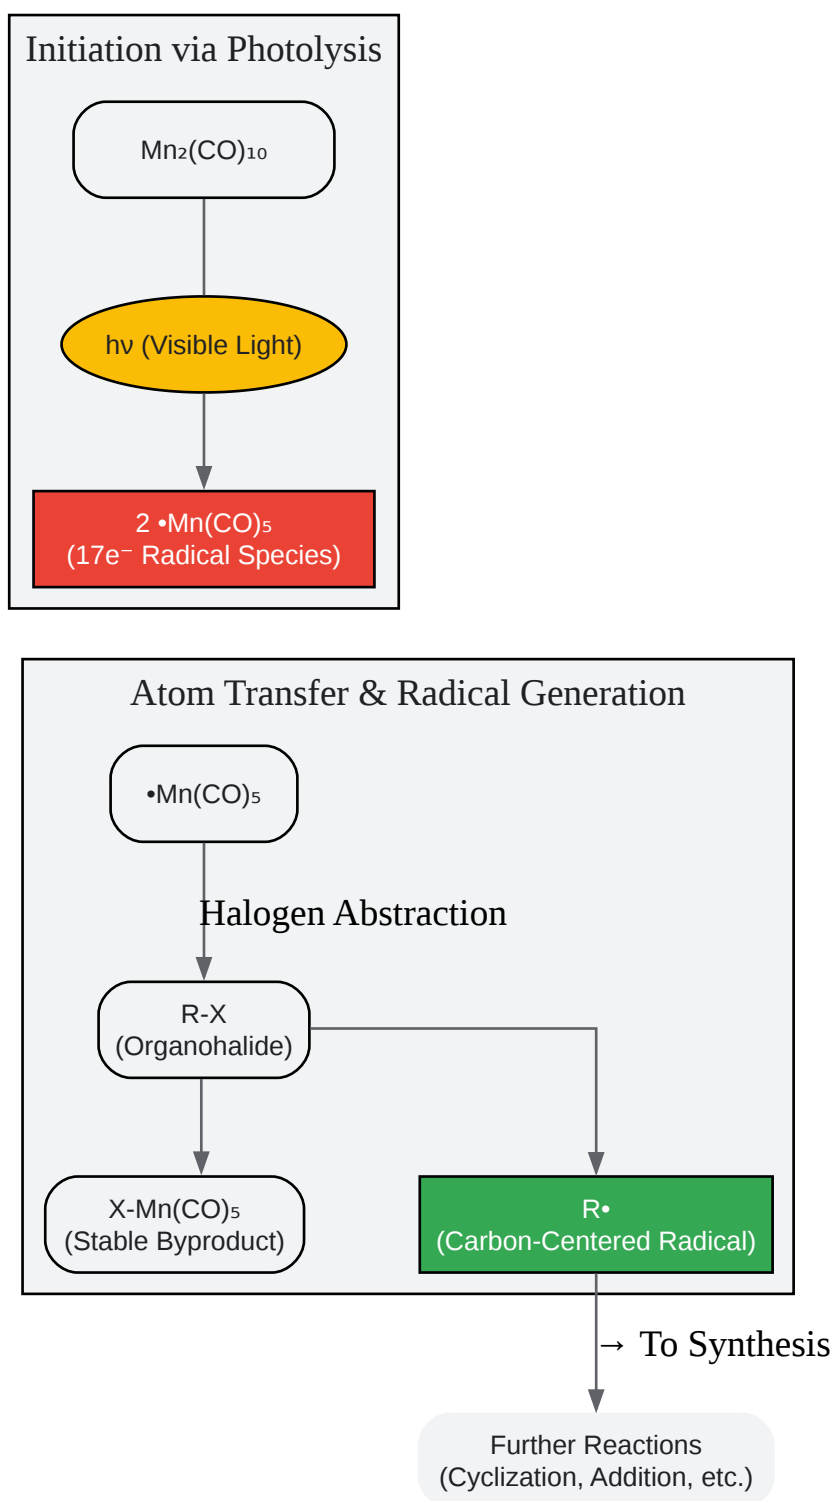 Initiation via Photolysis
Mn₂(CO)₁₀
hν (Visible Light)
2 •Mn(CO)₅
(17e⁻ Radical Species)
Atom Transfer & Radical Generation
•Mn(CO)₅
Halogen Abstraction
R-X
(Organohalide)
X-Mn(CO)₅
(Stable Byproduct)
R•
(Carbon-Centered Radical)
→ To Synthesis
Further Reactions
(Cyclization, Addition, etc.)